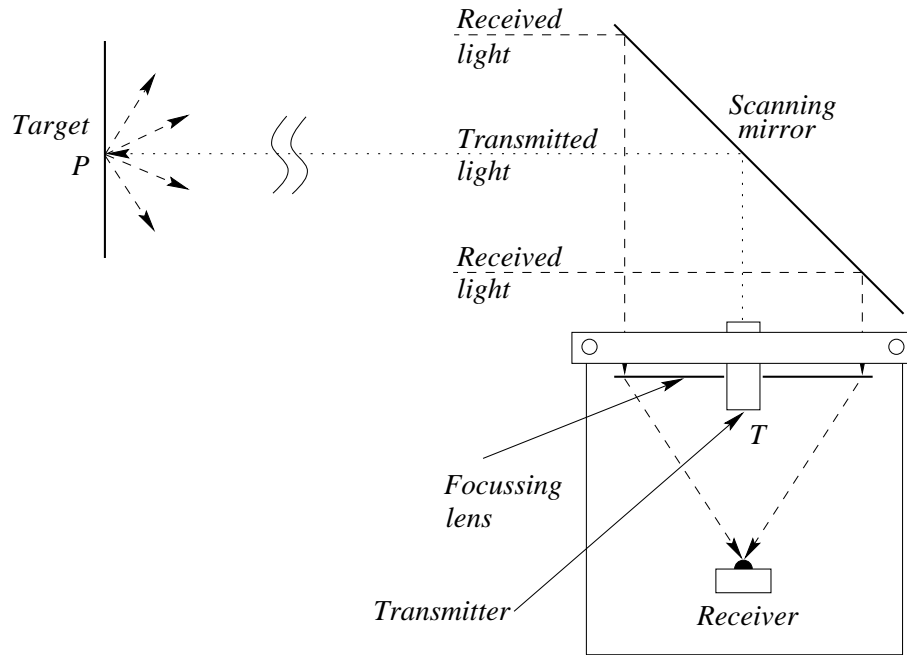 Received
light
Scanning
mirror
Target
P
Transmitted
light
Received
light
T
Focussing
lens
Transmitter
Receiver